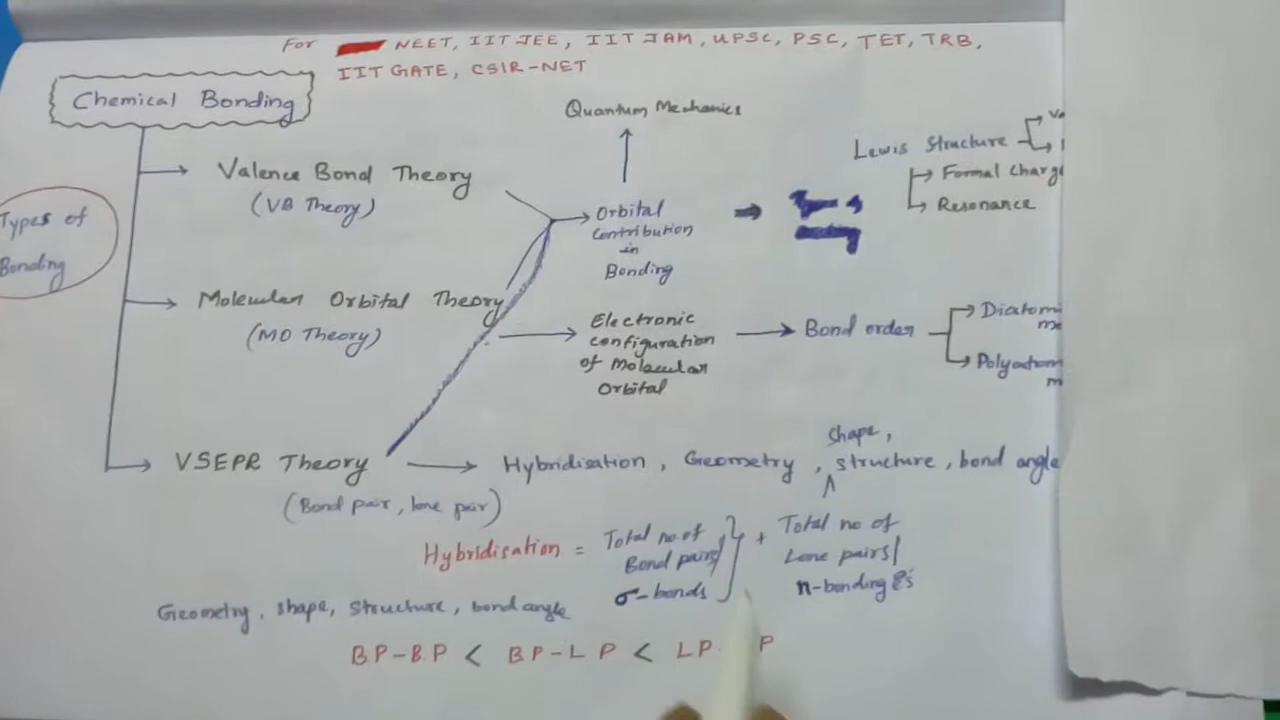 For NEET, IIT JEE, IIT JAM, UPSC, PSC, TET, TRB,
IIT GATE, CSIR-NET
Chemical Bonding
Types of
Bonding
Valence Bond Theory
(VB Theory)
Molecular Orbital Theory
(MO Theory)
VSEPR Theory
(Bond pair, lone pair)
Quantum Mechanics
Orbital
contribution
in
Bonding
Lewis Structure
Formal Charge
Resonance
Electronic
configuration
of Molecular
Orbital
Bond order
Diatomi
Polyatom
Hybridisation, Geometry, structure, bond angle
shape,
Hybridisation = Total no of
Bond pairs/
σ-bonds
+ Total no of
Lone pairs/
n-bonding e̅s
Geometry, shape, structure, bond angle
BP-BP < BP-LP < LP P